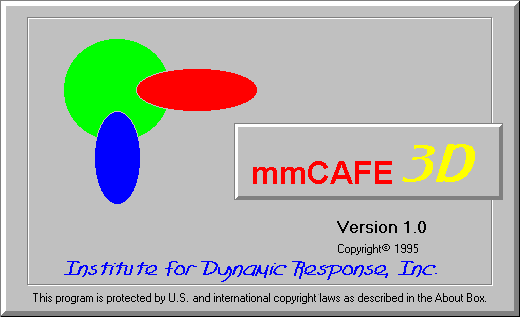 mmCAFE 3D
Version 1.0
Copyright© 1995
Institute for Dynamic Response, Inc.
This program is protected by U.S. and international copyright laws as described in the About Box.